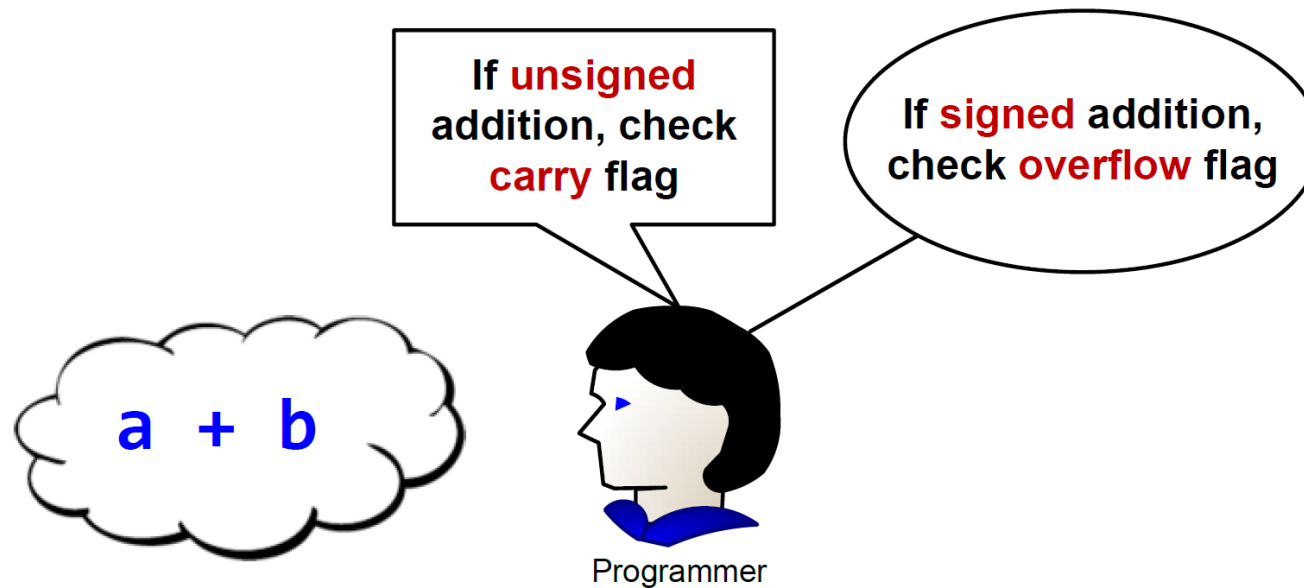 If unsigned
addition, check
carry flag
If signed addition,
check overflow flag
a + b
Programmer